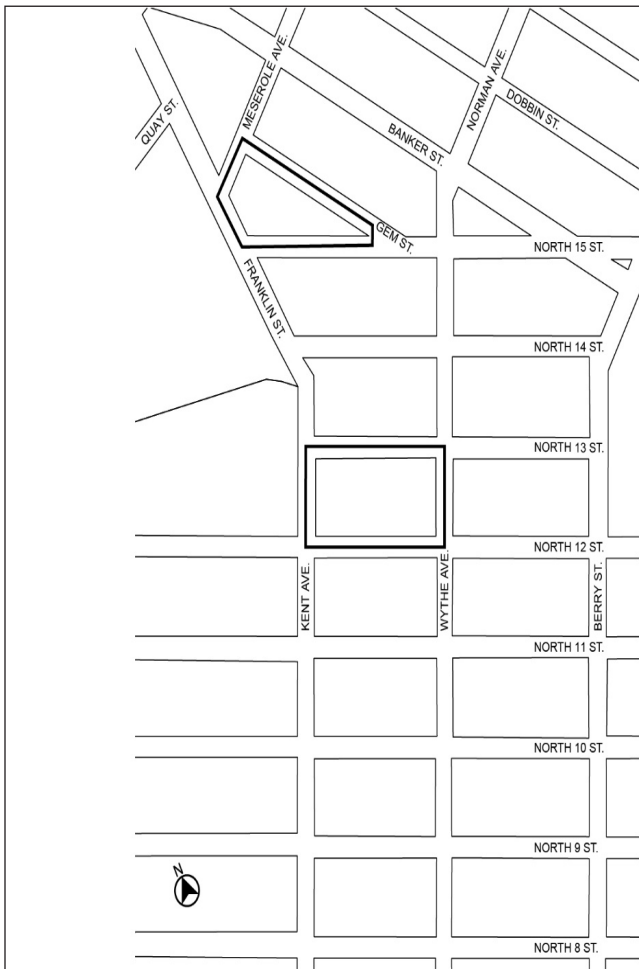 MESEROLE AVE.
NORMAN AVE.
QUAY ST.
DOBBIN ST.
BANKER ST.
GEM ST.
NORTH 15 ST.
FRANKLIN ST.
NORTH 14 ST.
NORTH 13 ST.
NORTH 12 ST.
KENT AVE.
WYTHE AVE.
BERRY ST.
NORTH 11 ST.
NORTH 10 ST.
NORTH 9 ST.
N
NORTH 8 ST.